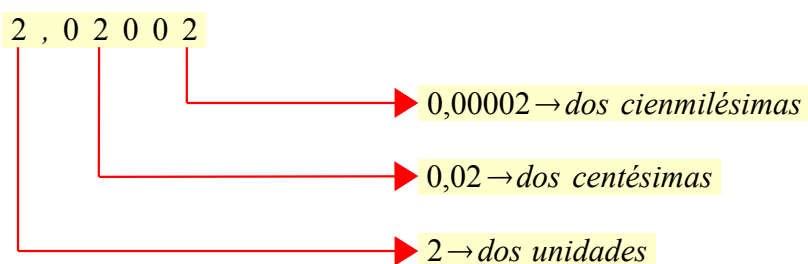 2 , 0 2 0 0 2
0,00002→dos cienmilésimas
0,02→dos centésimas
2→dos unidades